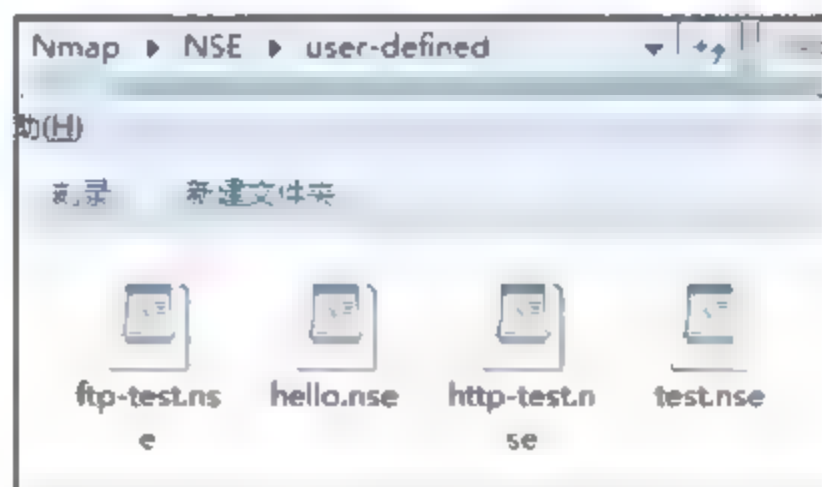 Nmap ▶ NSE ▶ user-defined
助(H)
刻录 新建文件夹
ftp-test.ns
e
hello.nse
http-test.n
se
test.nse